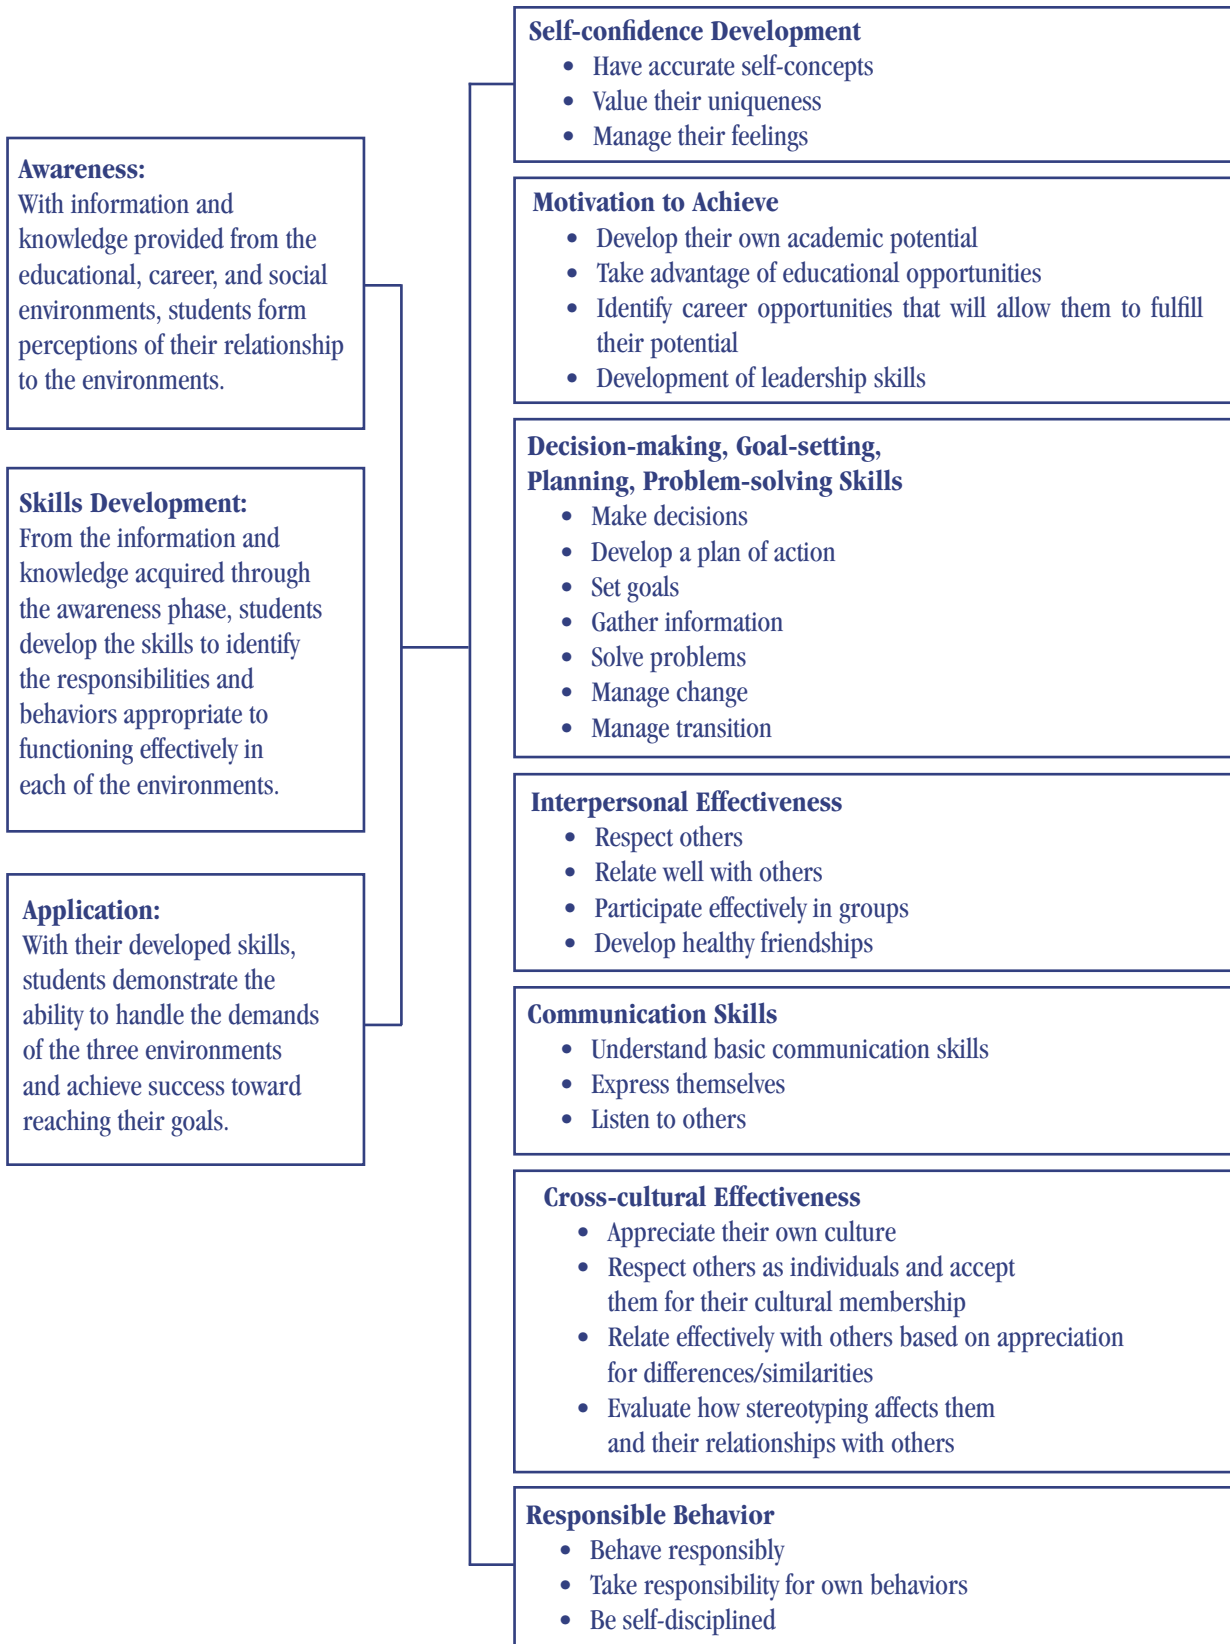 Awareness:
With information and
knowledge provided from the
educational, career, and social
environments, students form
perceptions of their relationship
to the environments.
Skills Development:
From the information and
knowledge acquired through
the awareness phase, students
develop the skills to identify
the responsibilities and
behaviors appropriate to
functioning effectively in
each of the environments.
Application:
With their developed skills,
students demonstrate the
ability to handle the demands
of the three environments
and achieve success toward
reaching their goals.
Self-confidence Development
• Have accurate self-concepts
• Value their uniqueness
• Manage their feelings
Motivation to Achieve
• Develop their own academic potential
• Take advantage of educational opportunities
• Identify career opportunities that will allow them to fulfill
their potential
• Development of leadership skills
Decision-making, Goal-setting,
Planning, Problem-solving Skills
• Make decisions
• Develop a plan of action
• Set goals
• Gather information
• Solve problems
• Manage change
• Manage transition
Interpersonal Effectiveness
• Respect others
• Relate well with others
• Participate effectively in groups
• Develop healthy friendships
Communication Skills
• Understand basic communication skills
• Express themselves
• Listen to others
Cross-cultural Effectiveness
• Appreciate their own culture
• Respect others as individuals and accept
them for their cultural membership
• Relate effectively with others based on appreciation
for differences/similarities
• Evaluate how stereotyping affects them
and their relationships with others
Responsible Behavior
• Behave responsibly
• Take responsibility for own behaviors
• Be self-disciplined